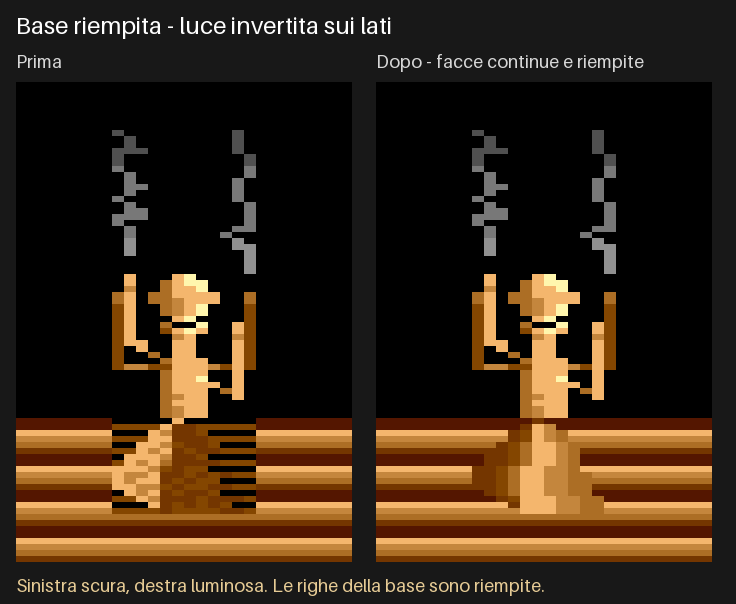 Base riempita - luce invertita sui lati
Prima
Dopo - facce continue e riempite
Sinistra scura, destra luminosa. Le righe della base sono riempite.